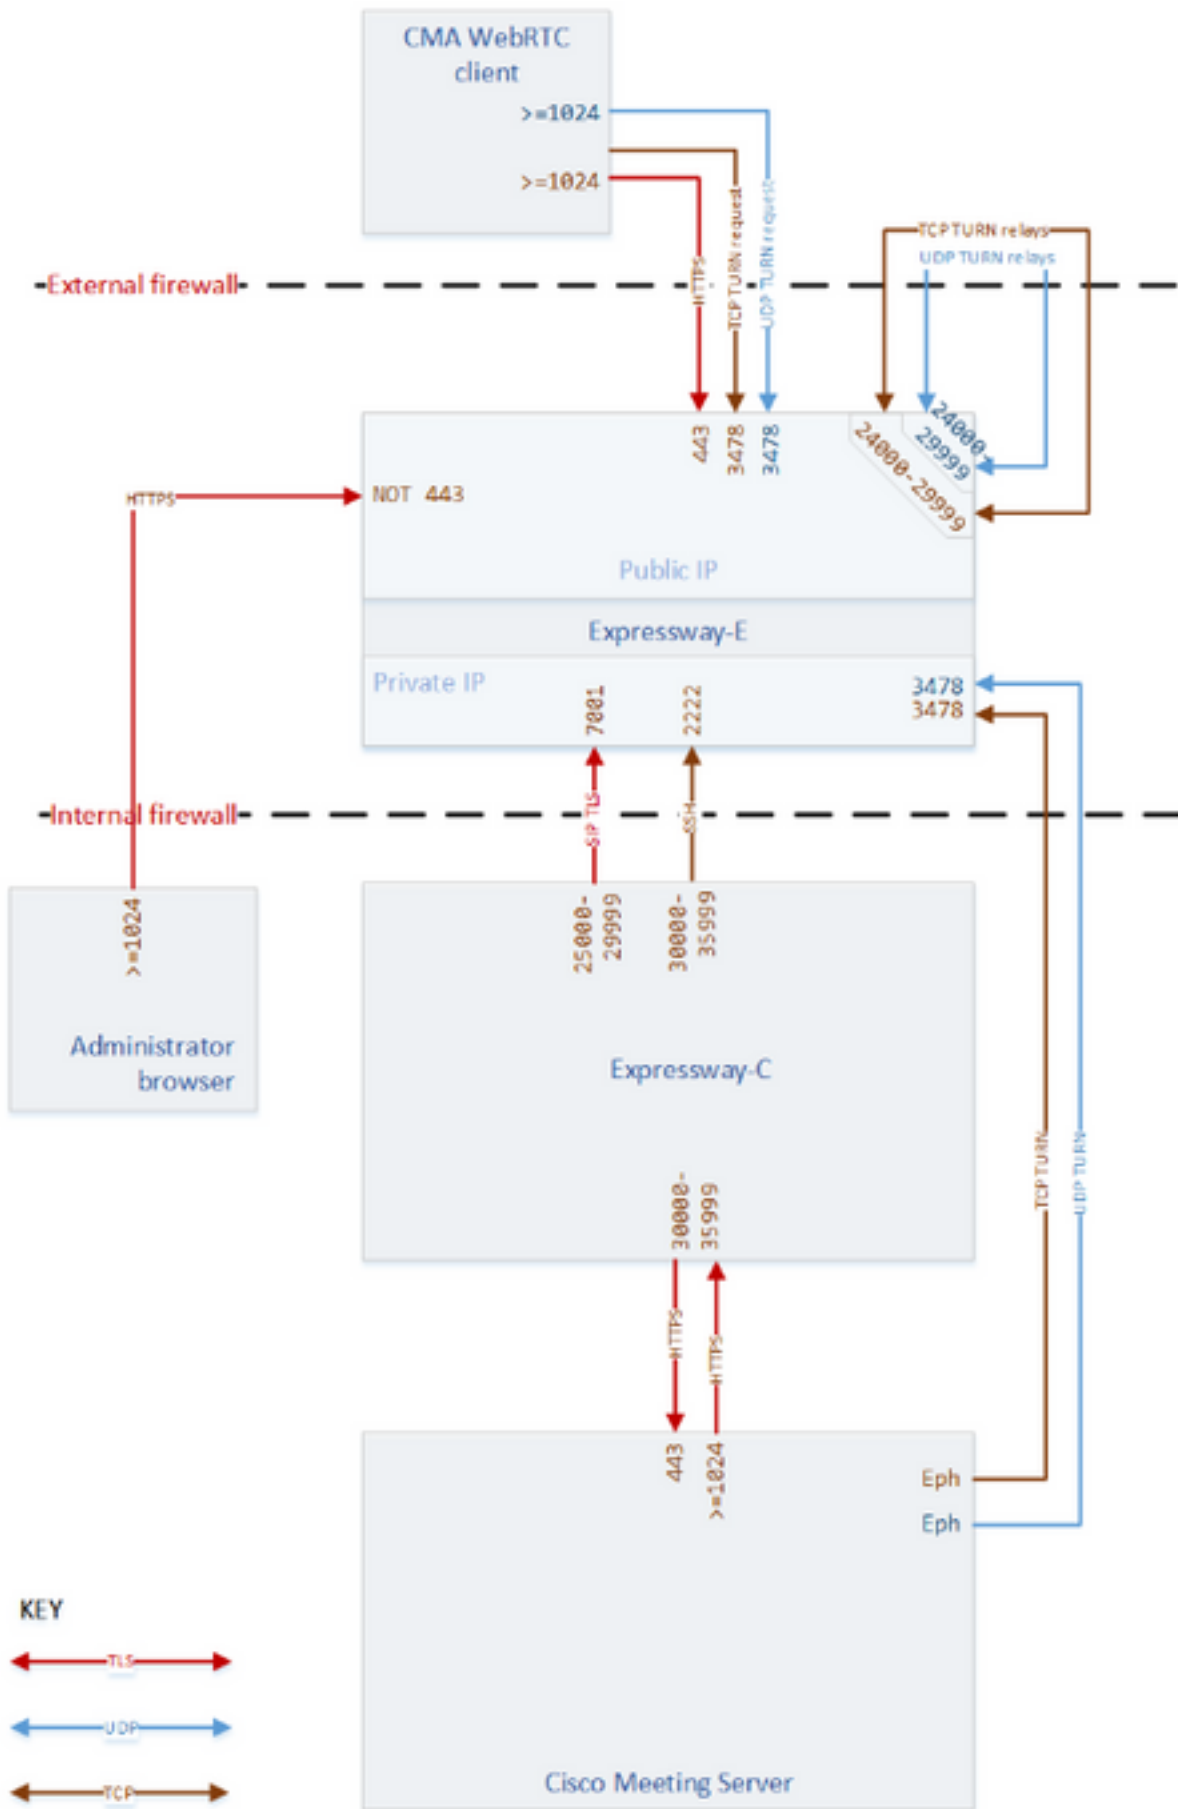 CMA WebRTC
client
>=1024
>=1024
HTTPS
TCP TURN request
UDP TURN request
TCP TURN relays
UDP TURN relays
External firewall
443
3478
3478
24000-
29999
24000-29999
HTTPS
NOT 443
Public IP
Expressway-E
Private IP
7001
2222
3478
3478
Internal firewall
SIP TLS
SSH
>=1024
Administrator
browser
25000-
29999
30000-
35999
Expressway-C
30000-
35999
TCP TURN
UDP TURN
HTTPS
HTTPS
443
>=1024
Eph
Eph
Cisco Meeting Server
KEY
TLS
UDP
TCP